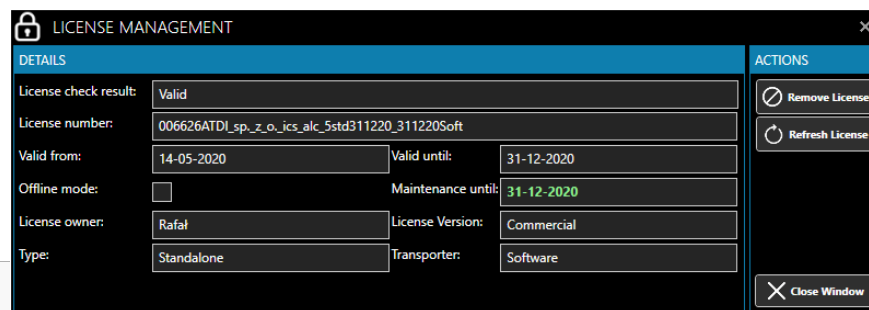 LICENSE MANAGEMENT
DETAILS
License check result: Valid
License number: 006626ATDI_sp._z_o._ics_alc_5std311220_311220Soft
Valid from: 14-05-2020 Valid until: 31-12-2020
Offline mode: Maintenance until: 31-12-2020
License owner: Rafał License Version: Commercial
Type: Standalone Transporter: Software
ACTIONS
Remove License
Refresh License
Close Window